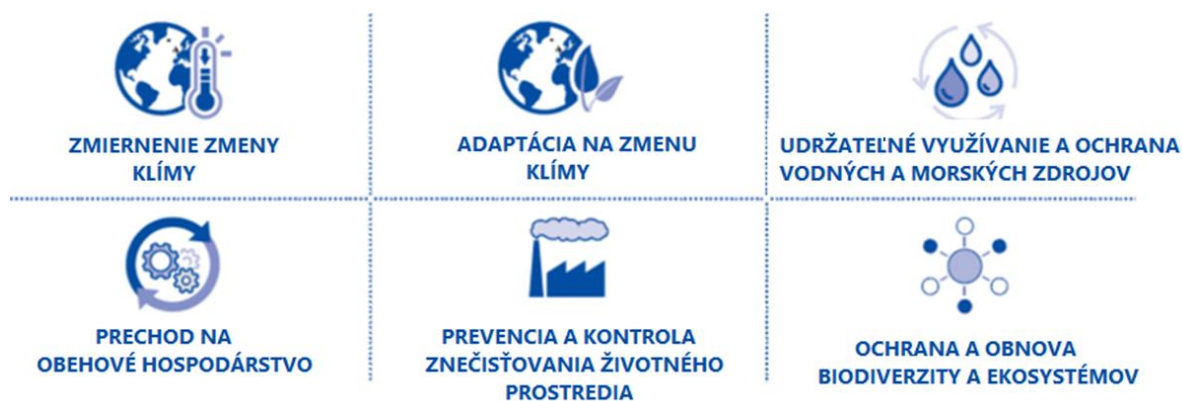 ZMIERNENIE ZMENY
KLÍMY
ADAPTÁCIA NA ZMENU
KLÍMY
UDRŽATEĽNÉ VYUŽÍVANIE A OCHRANA
VODNÝCH A MORSKÝCH ZDROJOV
PRECHOD NA
OBEHOVÉ HOSPODÁRSTVO
PREVENCIA A KONTROLA
ZNEČISŤOVANIA ŽIVOTNÉHO
PROSTREDIA
OCHRANA A OBNOVA
BIODIVERZITY A EKOSYSTÉMOV